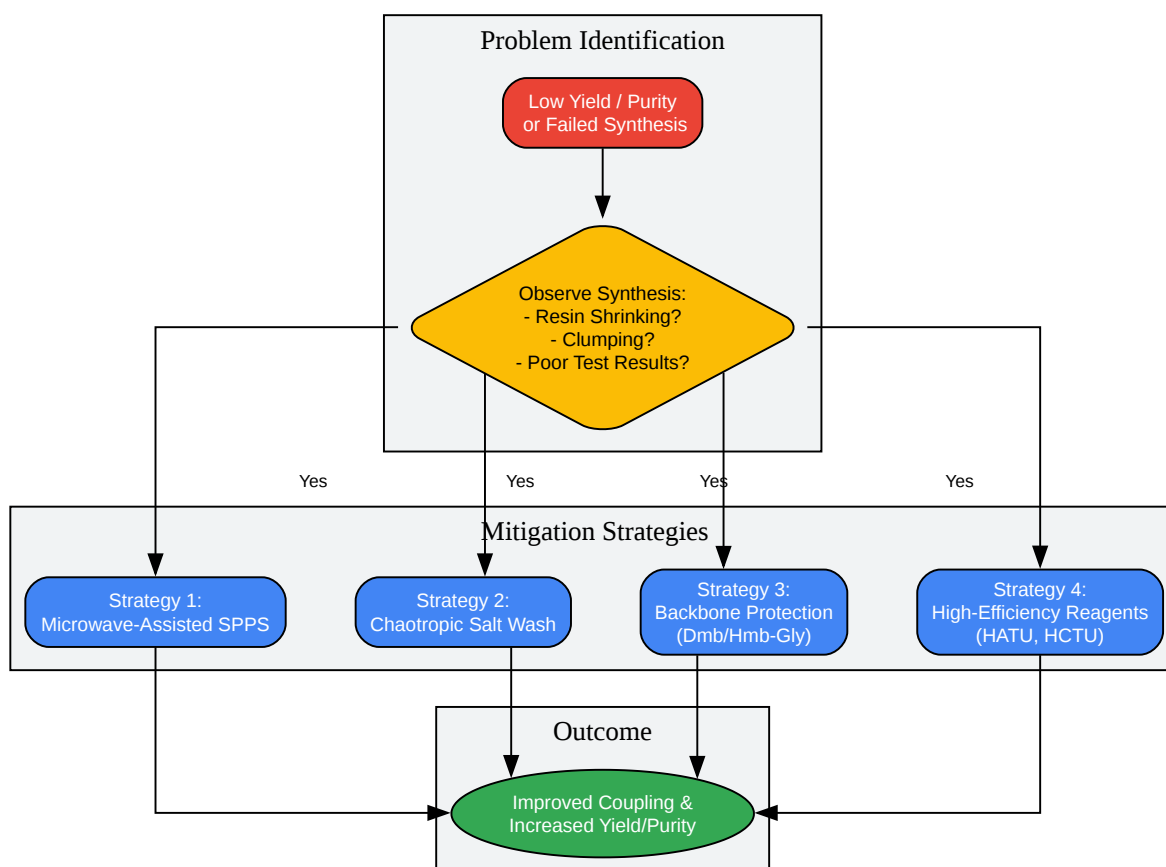 Problem Identification
Low Yield / Purity
or Failed Synthesis
Observe Synthesis:
- Resin Shrinking?
- Clumping?
- Poor Test Results?
Yes
Yes
Yes
Yes
Mitigation Strategies
Strategy 1:
Microwave-Assisted SPPS
Strategy 2:
Chaotropic Salt Wash
Strategy 3:
Backbone Protection
(Dmb/Hmb-Gly)
Strategy 4:
High-Efficiency Reagents
(HATU, HCTU)
Outcome
Improved Coupling &
Increased Yield/Purity